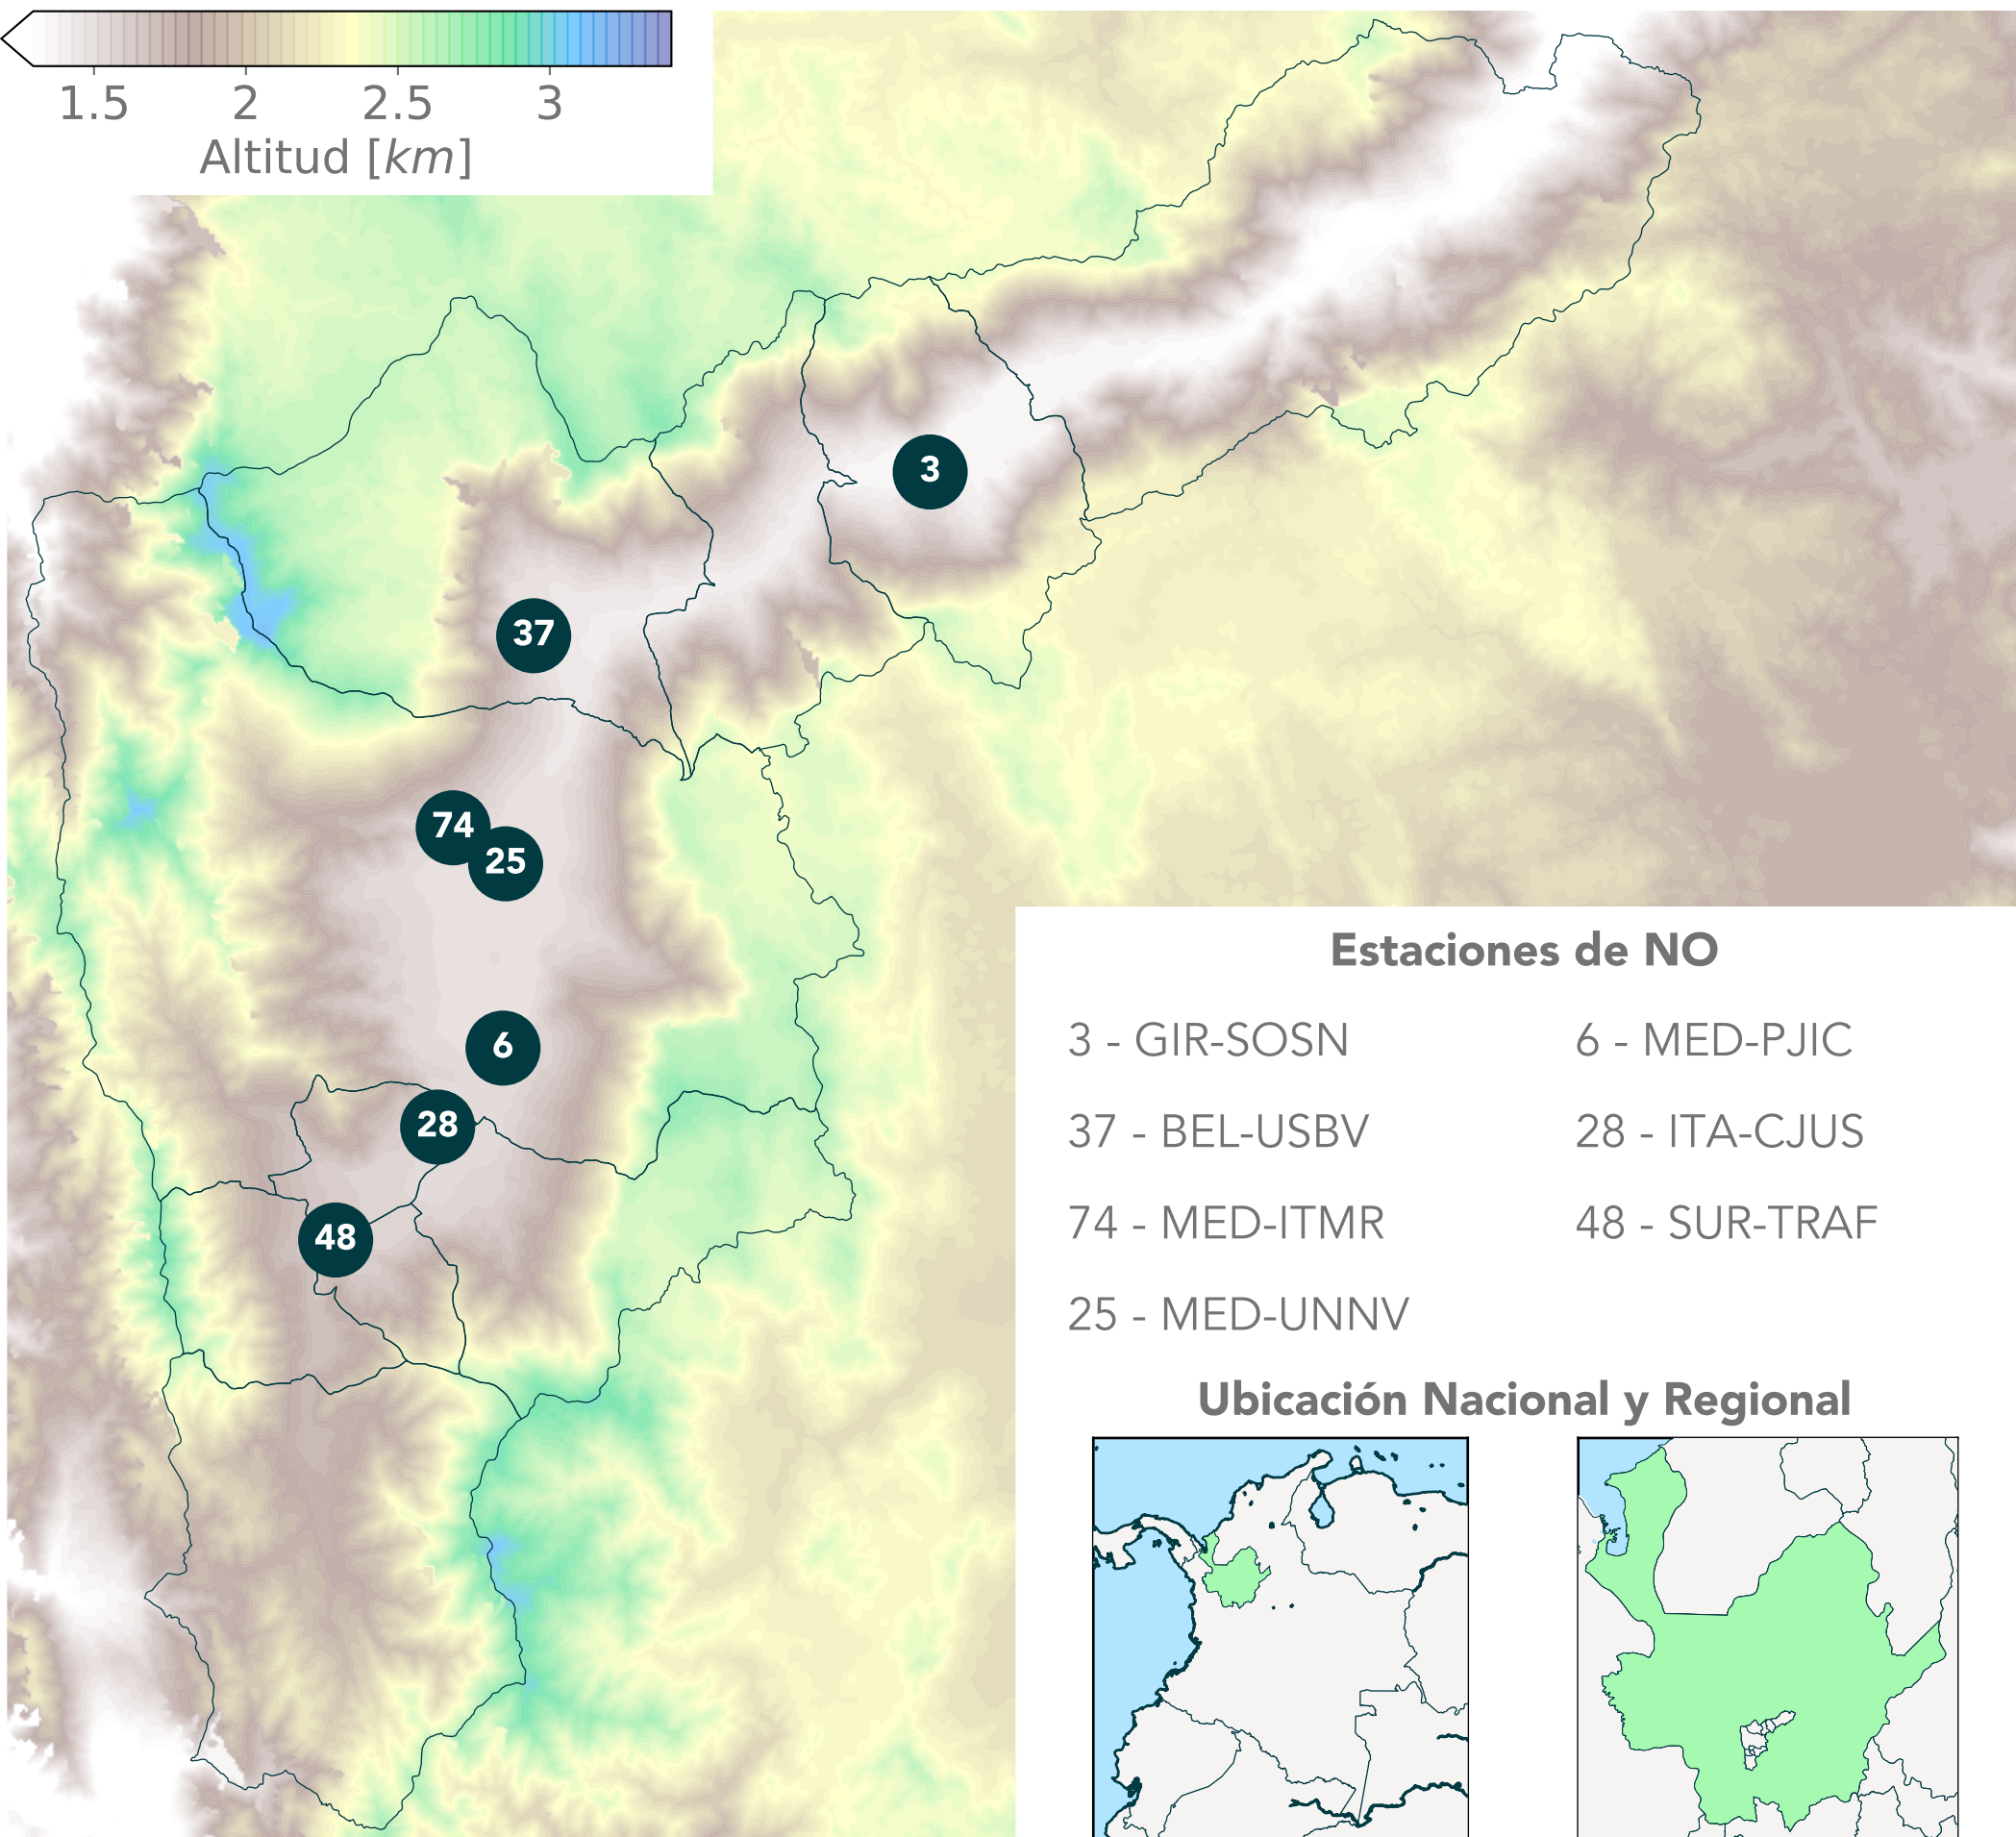 1.5 2 2.5 3
Altitud [km]
3
37
74
25
6
28
48
Estaciones de NO
3 - GIR-SOSN 6 - MED-PJIC
37 - BEL-USBV 28 - ITA-CJUS
74 - MED-ITMR 48 - SUR-TRAF
25 - MED-UNNV
Ubicación Nacional y Regional